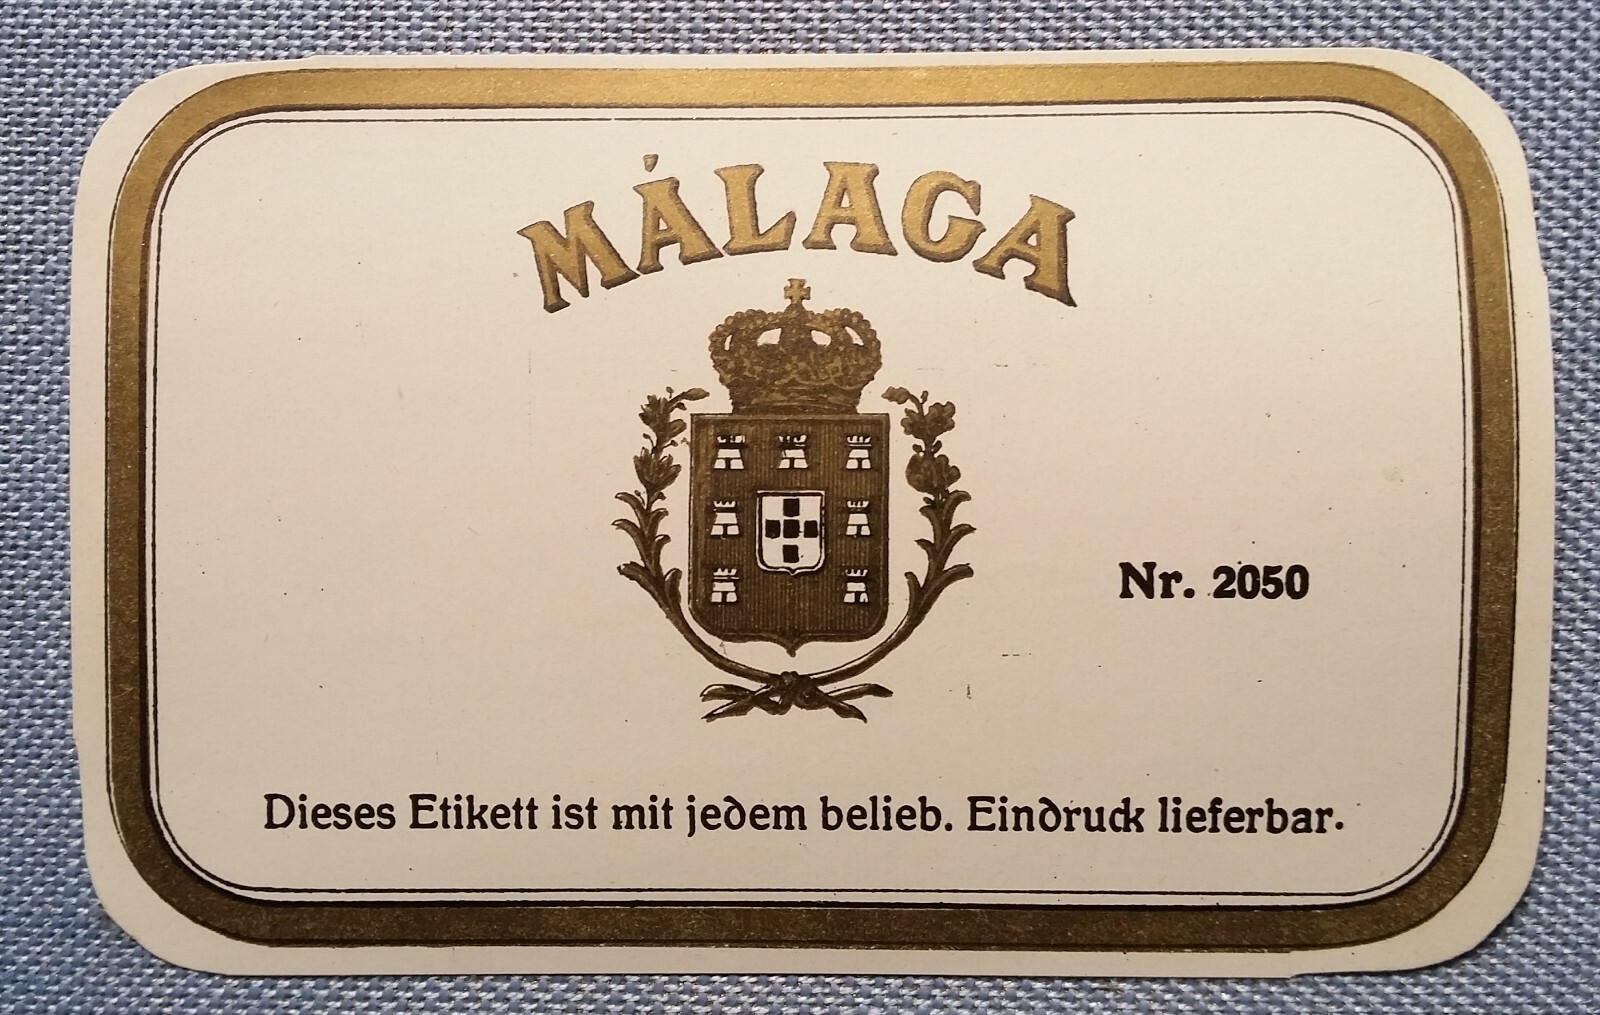 MÁLAGA
Nr. 2050
Dieses Etikett ist mit jedem belieb. Eindruck lieferbar.